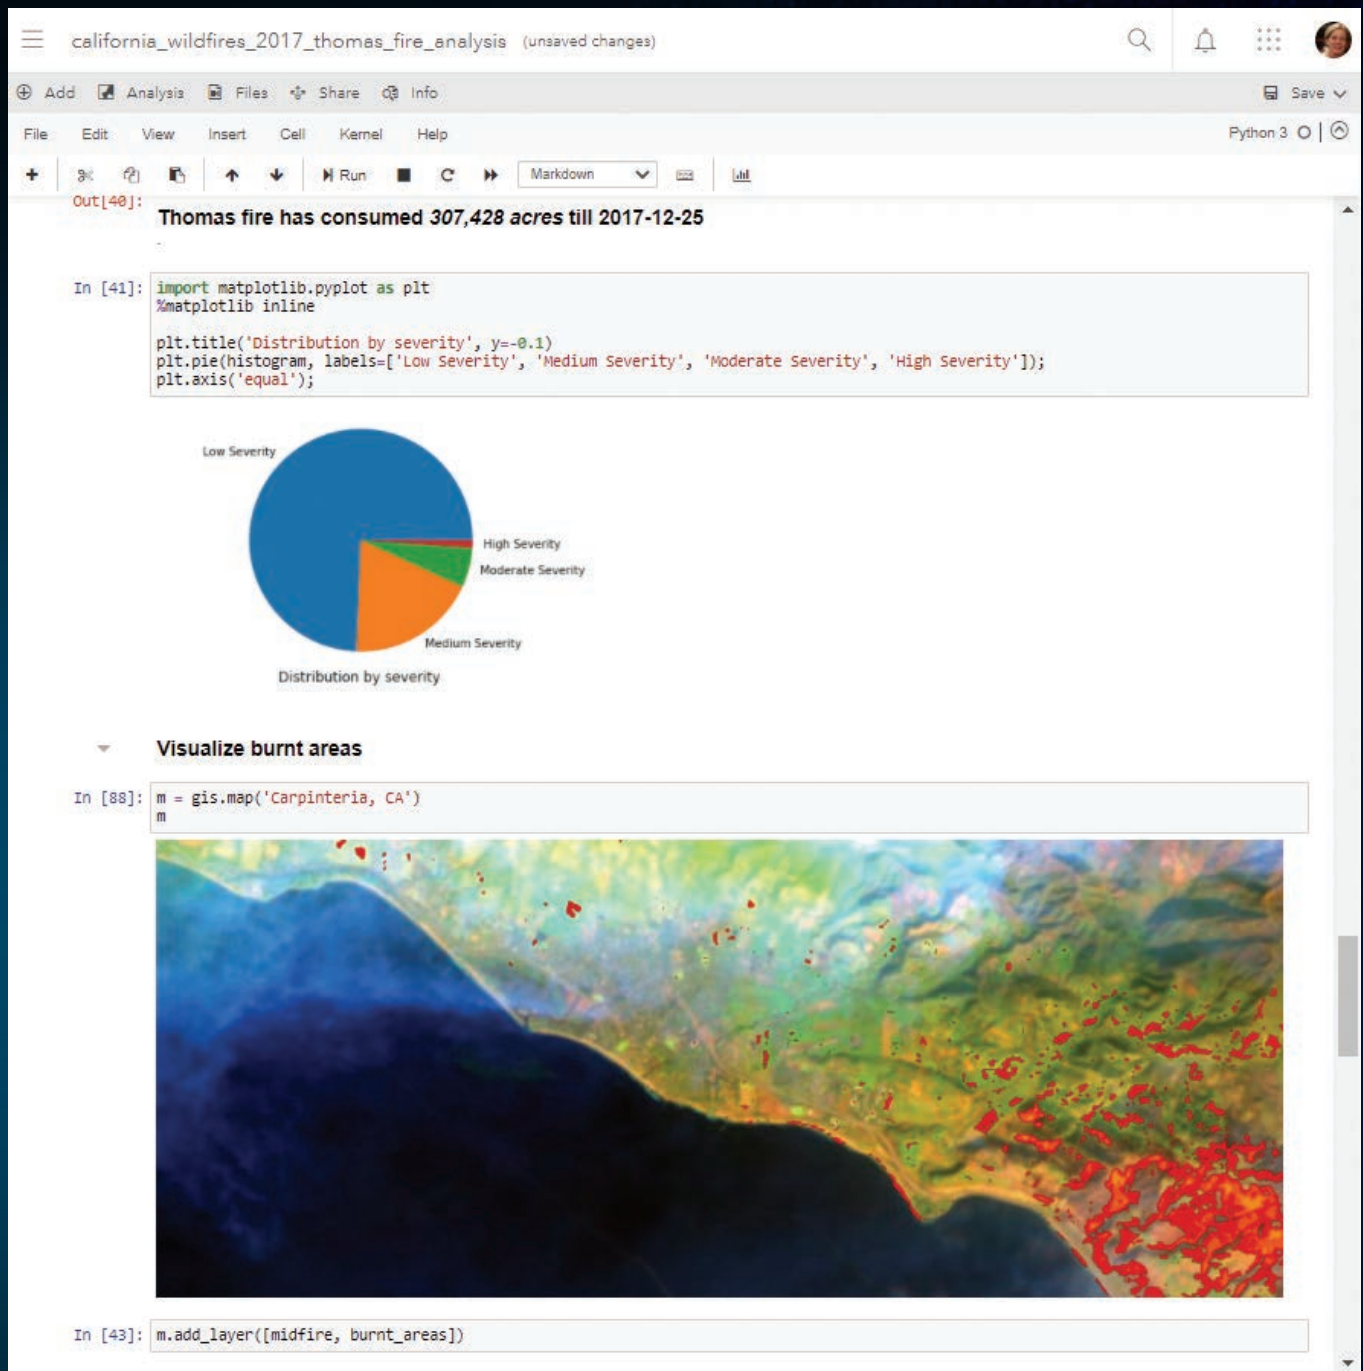 california_wildfires_2017_thomas_fire_analysis (unsaved changes)
Add Analysis Files Share Info Save
File Edit View Insert Cell Kernel Help Python 3
Run Markdown
Out[40]:
Thomas fire has consumed 307,428 acres till 2017-12-25
In [41]: import matplotlib.pyplot as plt
%matplotlib inline
plt.title('Distribution by severity', y=-0.1)
plt.pie(histogram, labels=['Low Severity', 'Medium Severity', 'Moderate Severity', 'High Severity']);
plt.axis('equal');
Low Severity
High Severity
Moderate Severity
Medium Severity
Distribution by severity
Visualize burnt areas
In [88]: m = gis.map('Carpinteria, CA')
m
In [43]: m.add_layer([midfire, burnt_areas])